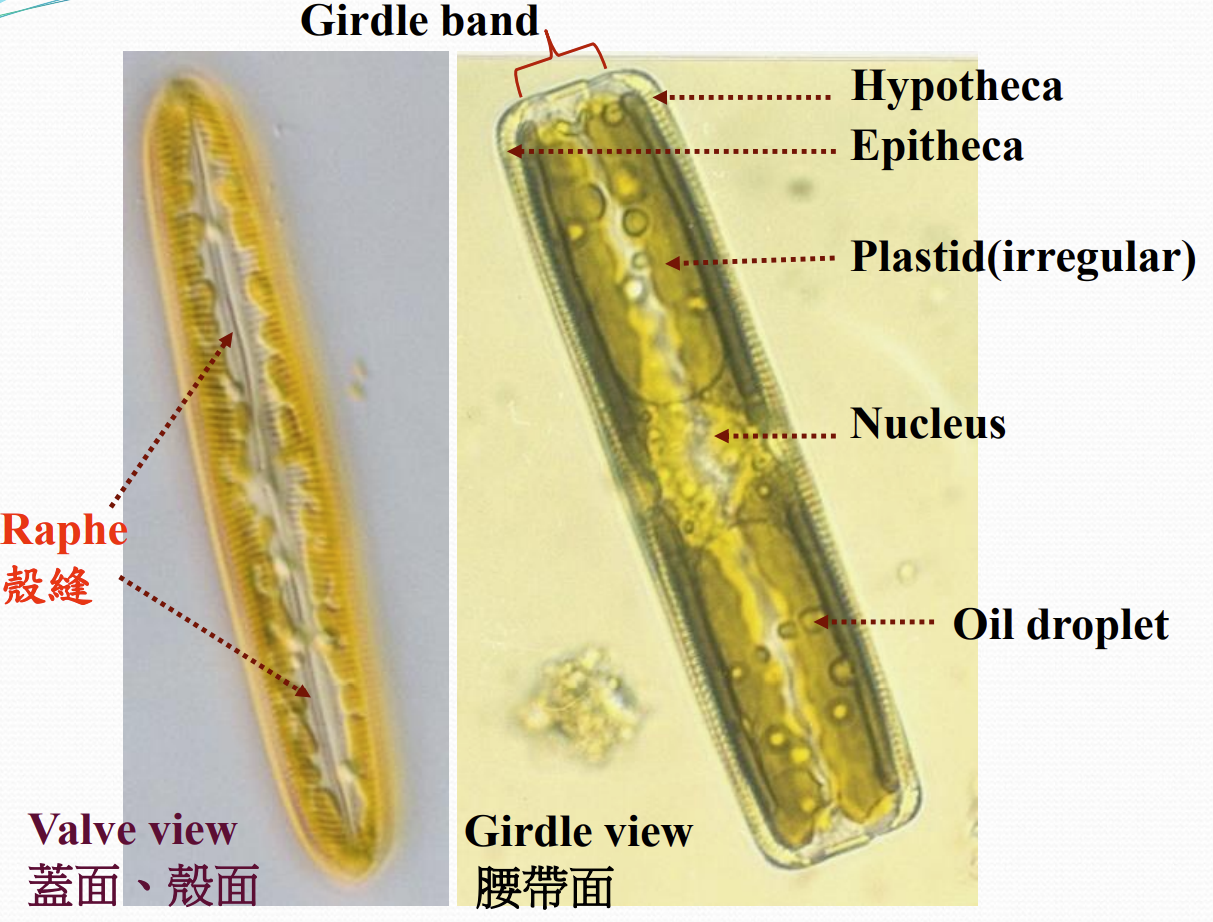 Girdle band
Hypotheca
Epitheca
Plastid(irregular)
Nucleus
Raphe
殼縫
Oil droplet
Valve view
蓋面、殼面
Girdle view
腰帶面